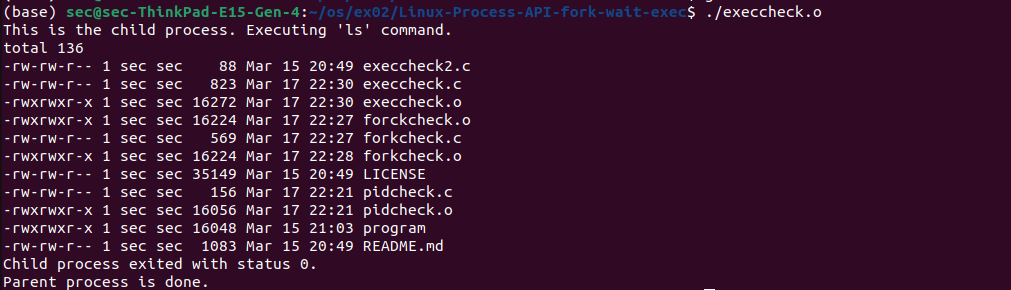 (base) sec@sec-ThinkPad-E15-Gen-4:~/os/ex02/Linux-Process-API-fork-wait-exec$ ./execcheck.o
This is the child process. Executing 'ls' command.
total 136
-rw-rw-r-- 1 sec sec    88 Mar 15 20:49 execcheck2.c
-rw-rw-r-- 1 sec sec   823 Mar 17 22:30 execcheck.c
-rwxrwxr-x 1 sec sec 16272 Mar 17 22:30 execcheck.o
-rwxrwxr-x 1 sec sec 16224 Mar 17 22:27 forckcheck.o
-rw-rw-r-- 1 sec sec   569 Mar 17 22:27 forkcheck.c
-rwxrwxr-x 1 sec sec 16224 Mar 17 22:28 forkcheck.o
-rw-rw-r-- 1 sec sec 35149 Mar 15 20:49 LICENSE
-rw-rw-r-- 1 sec sec   156 Mar 17 22:21 pidcheck.c
-rwxrwxr-x 1 sec sec 16056 Mar 17 22:21 pidcheck.o
-rwxrwxr-x 1 sec sec 16048 Mar 15 21:03 program
-rw-rw-r-- 1 sec sec  1083 Mar 15 20:49 README.md
Child process exited with status 0.
Parent process is done.